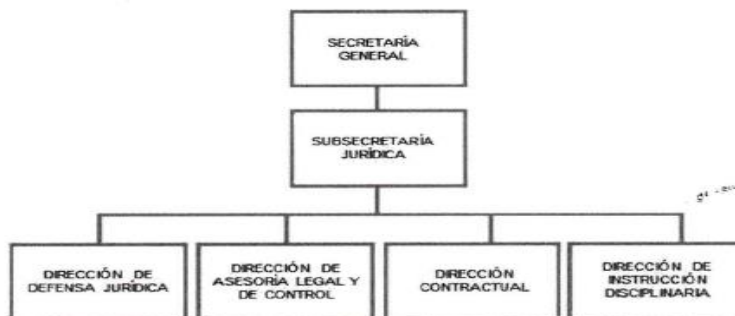 SECRETARÍA
GENERAL
SUBSECRETARÍA
JURÍDICA
DIRECCIÓN DE
DEFENSA JURÍDICA
DIRECCIÓN DE
ASESORÍA LEGAL Y
DE CONTROL
DIRECCIÓN
CONTRACTUAL
DIRECCIÓN DE
INSTRUCCIÓN
DISCIPLINARIA